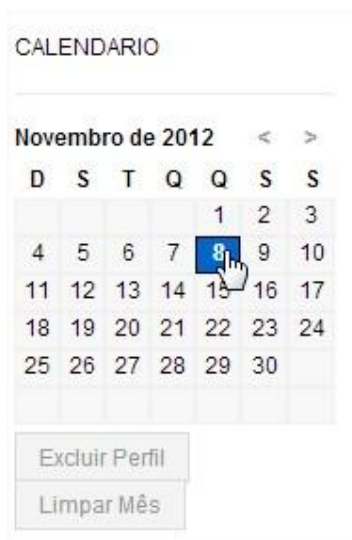 CALENDARIO
Novembro de 2012 < >
D S T Q Q S S
1 2 3
4 5 6 7 8 9 10
11 12 13 14 15 16 17
18 19 20 21 22 23 24
25 26 27 28 29 30
Excluir Perfil
Limpar Mês